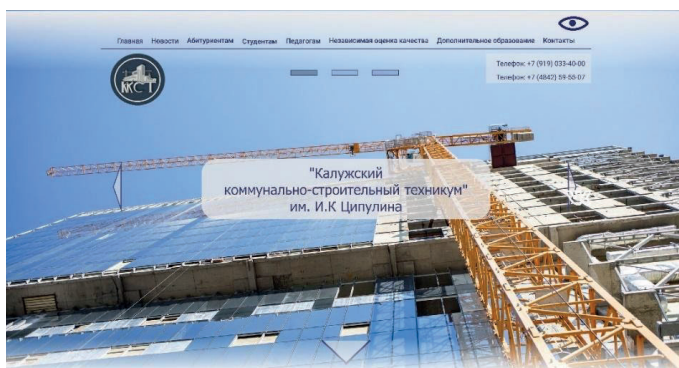 Главная Новости Абитуриентам Студентам Педагогам Независимая оценка качества Дополнительное образование Контакты
ККСТ
Телефон: +7 (919) 033-40-00
Телефон: +7 (4842) 59-58-07
"Калужский
коммунально-строительный техникум"
им. И.К Ципулина